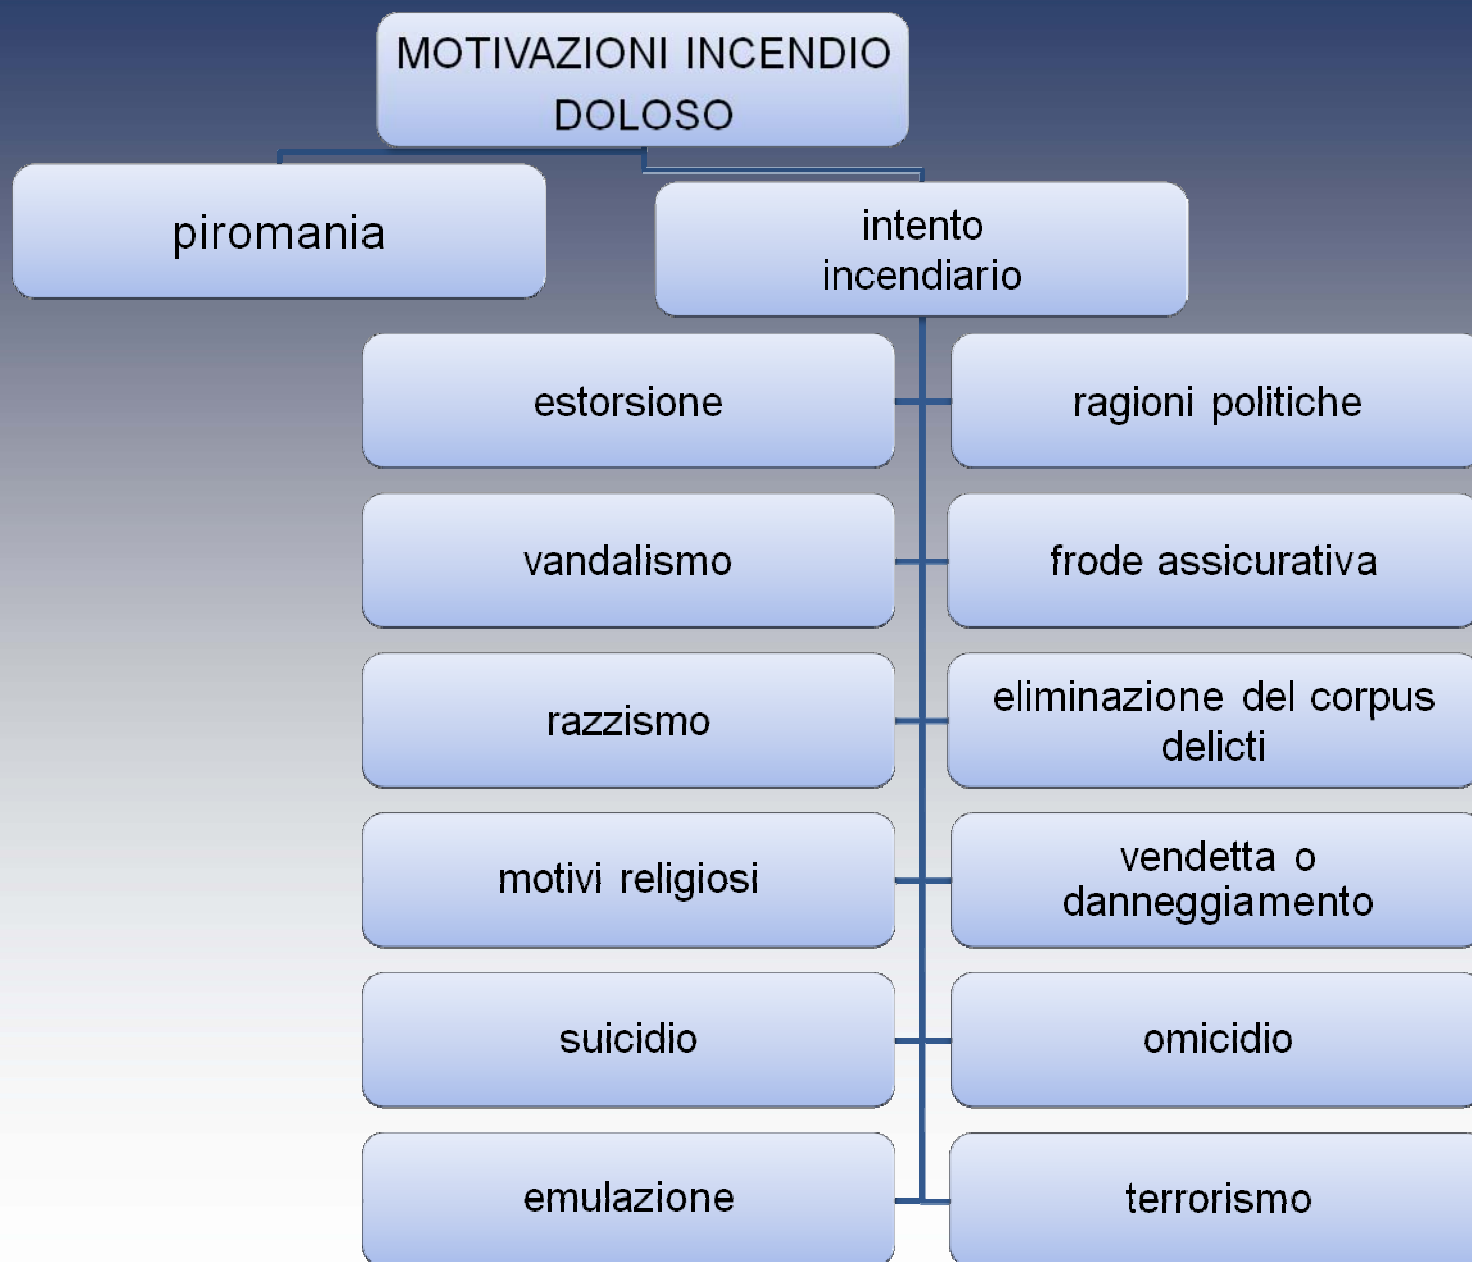 MOTIVAZIONI INCENDIO
DOLOSO
piromania
intento
incendiario
estorsione
ragioni politiche
vandalismo
frode assicurativa
razzismo
eliminazione del corpus
delicti
motivi religiosi
vendetta o
danneggiamento
suicidio
omicidio
emulazione
terrorismo